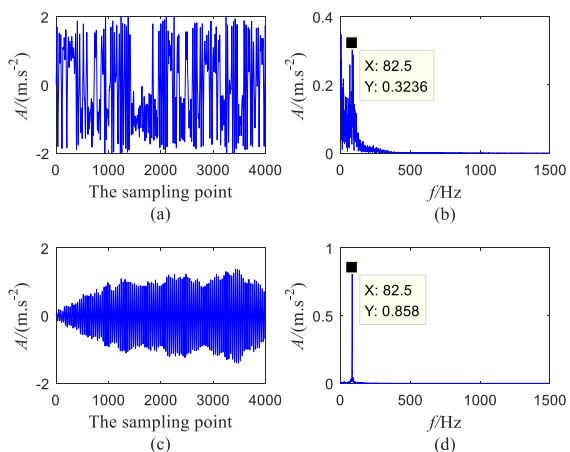 2
0
-2
A/(m.s-2)
0 1000 2000 3000 4000
The sampling point
(a)
0.4
0.2
0
A/(m.s-2)
X: 82.5
Y: 0.3236
0 500 1000 1500
f/Hz
(b)
2
0
-2
A/(m.s-2)
0 1000 2000 3000 4000
The sampling point
(c)
1
0.5
0
A/(m.s-2)
X: 82.5
Y: 0.858
0 500 1000 1500
f/Hz
(d)